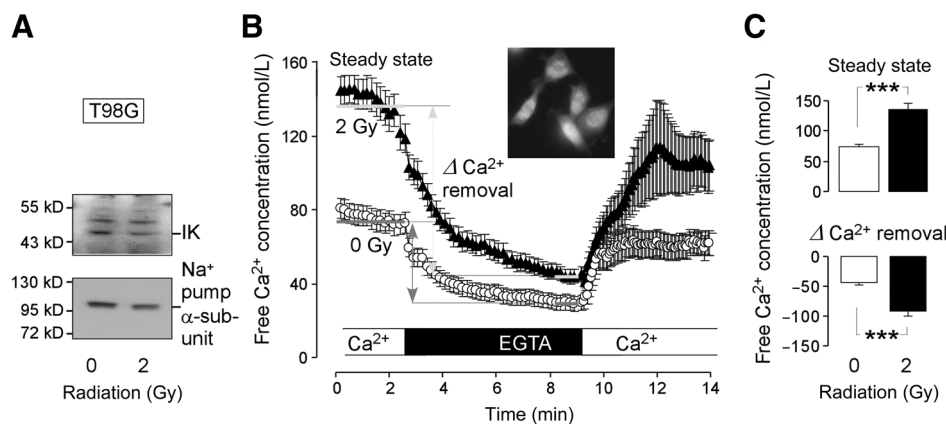 A
T98G
55 kD
43 kD
IK
130 kD
95 kD
72 kD
Na⁺
pump
α-sub-
unit
0 2
Radiation (Gy)
B
Steady state
2 Gy
0 Gy
Δ Ca²⁺
removal
Free Ca²⁺ concentration (nmol/L)
160
120
80
40
0
Ca²⁺ EGTA Ca²⁺
0 2 4 6 8 10 12 14
Time (min)
C
Steady state
***
150
100
50
0
Δ Ca²⁺ removal
0
−50
−100
−150
***
Free Ca²⁺ concentration (nmol/L)
0 2
Radiation (Gy)